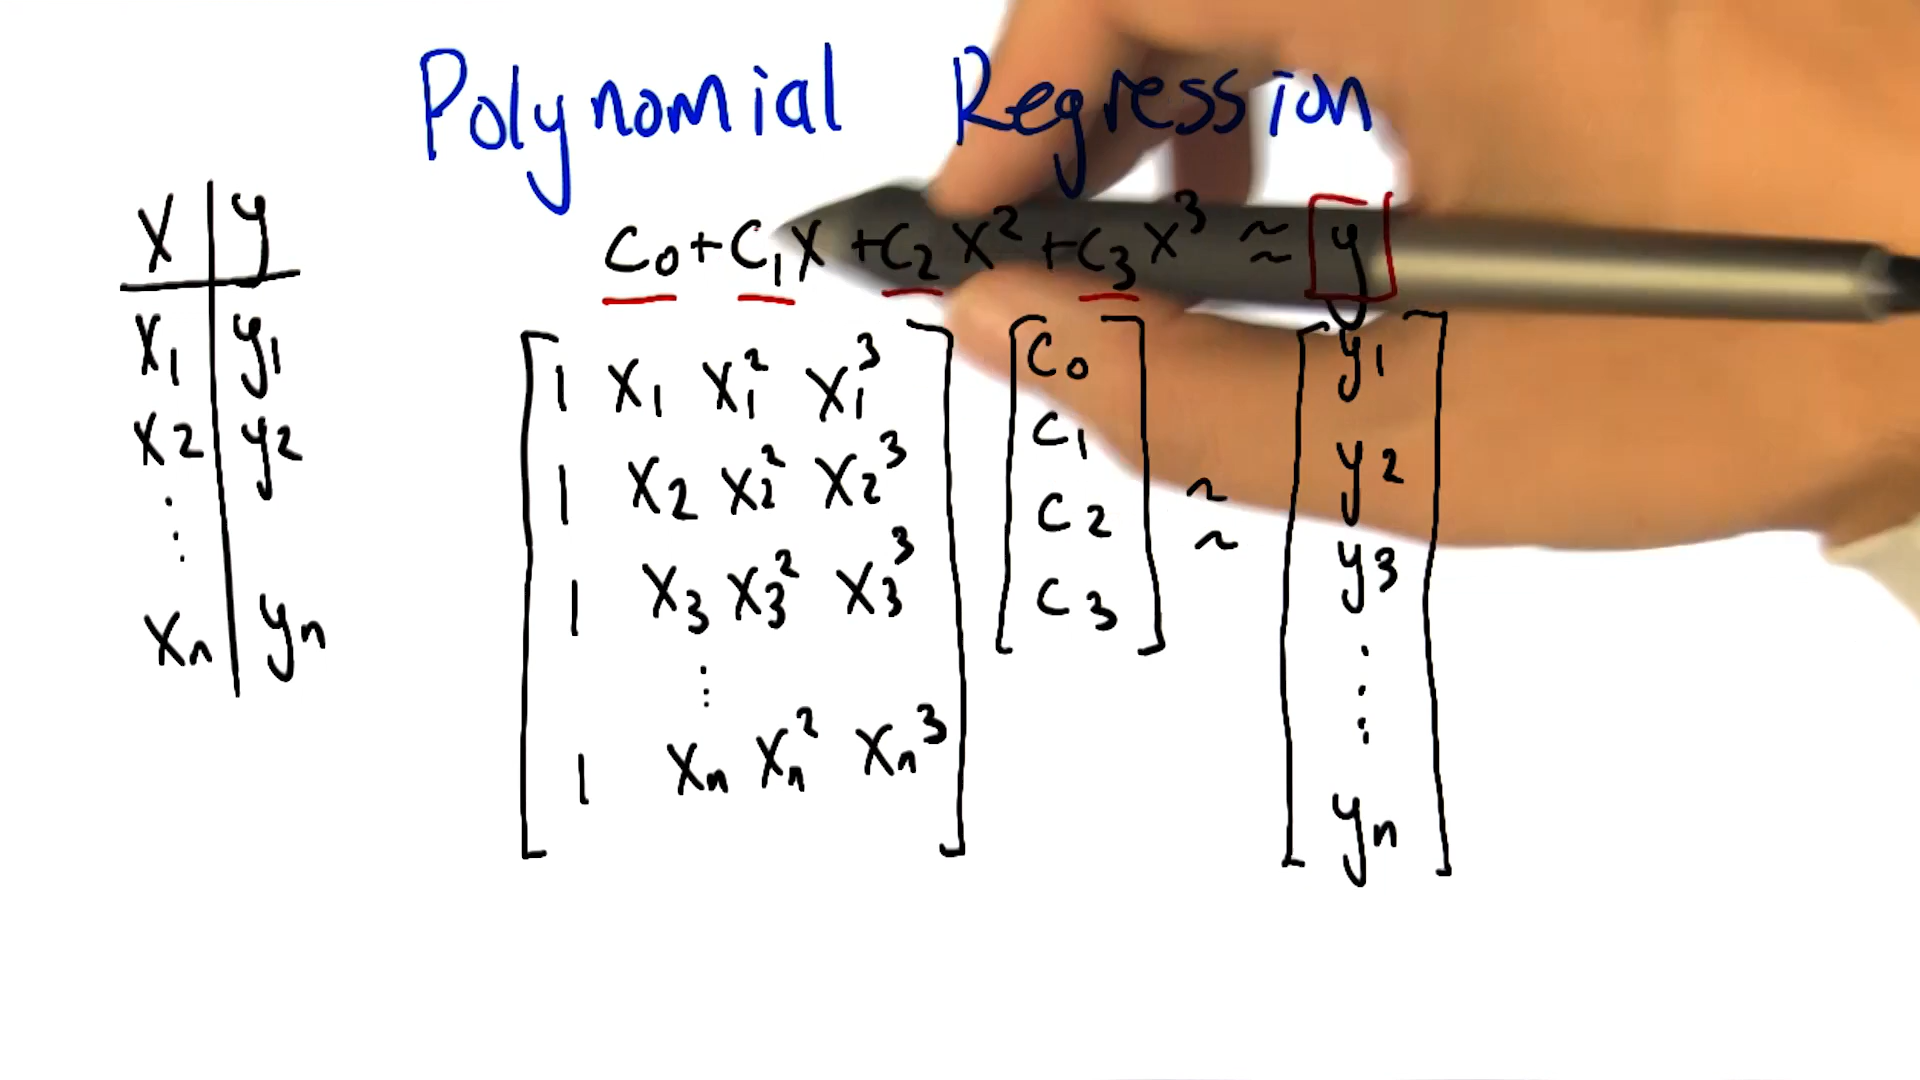 Polynomial Regression
x y
x₁ y₁
x₂ y₂
⋮
xₙ yₙ
c₀ + c₁x + c₂x² + c₃x³ ≈ y
1 x₁ x₁² x₁³
1 x₂ x₂² x₂³
1 x₃ x₃² x₃³
⋮
1 xₙ xₙ² xₙ³
c₀
c₁
c₂
c₃
≈
y₁
y₂
y₃
⋮
yₙ